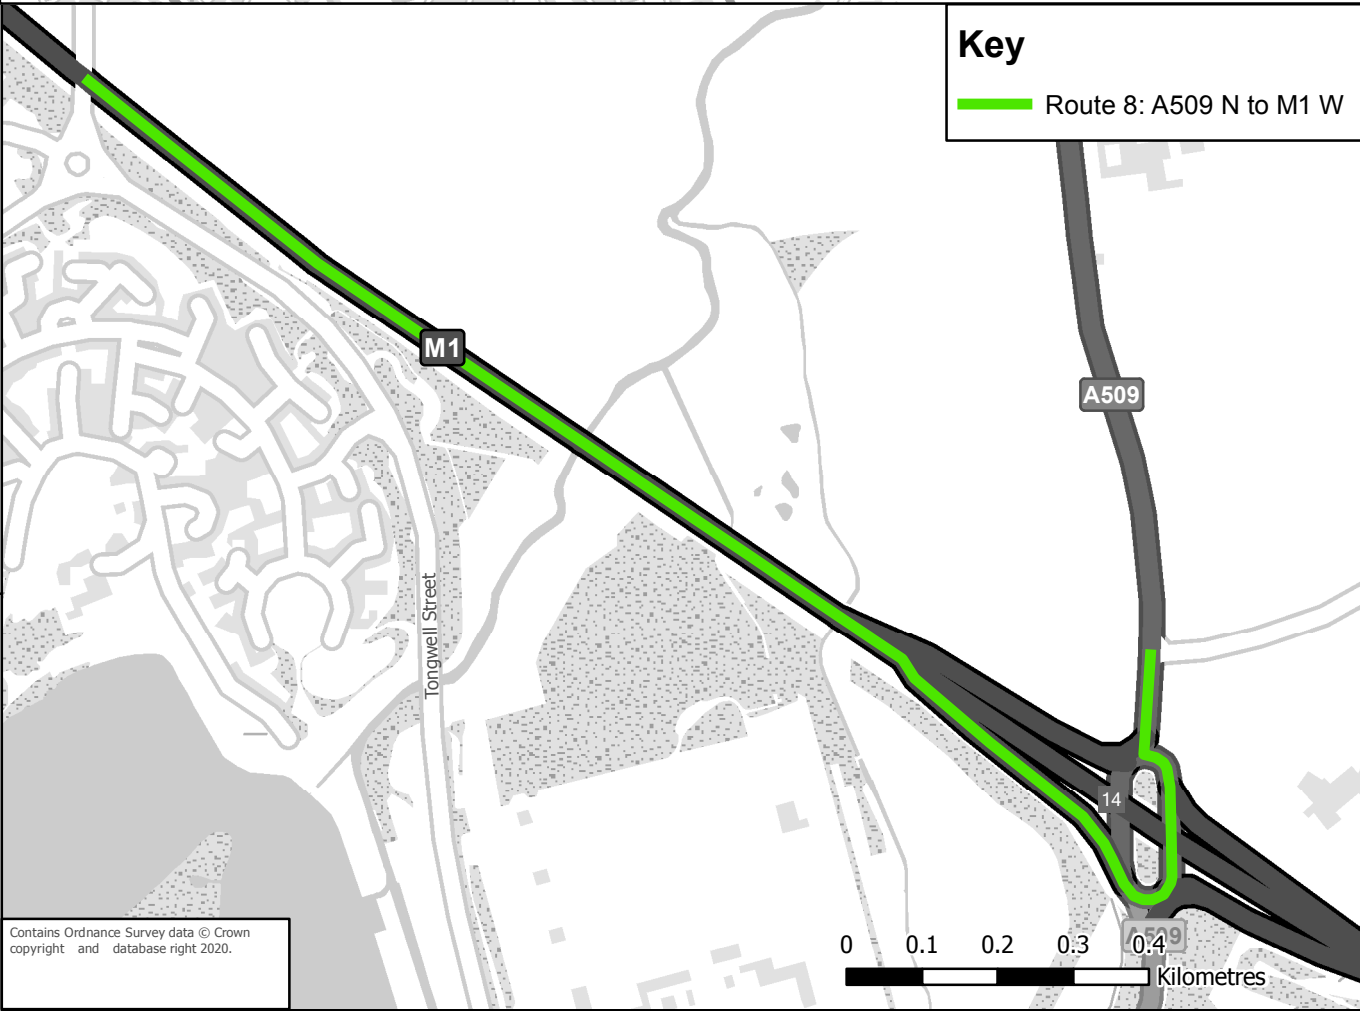 Key
Route 8: A509 N to M1 W
M1
A509
Tongwell Street
14
A509
Contains Ordnance Survey data © Crown
copyright and database right 2020.
0 0.1 0.2 0.3 0.4
Kilometres